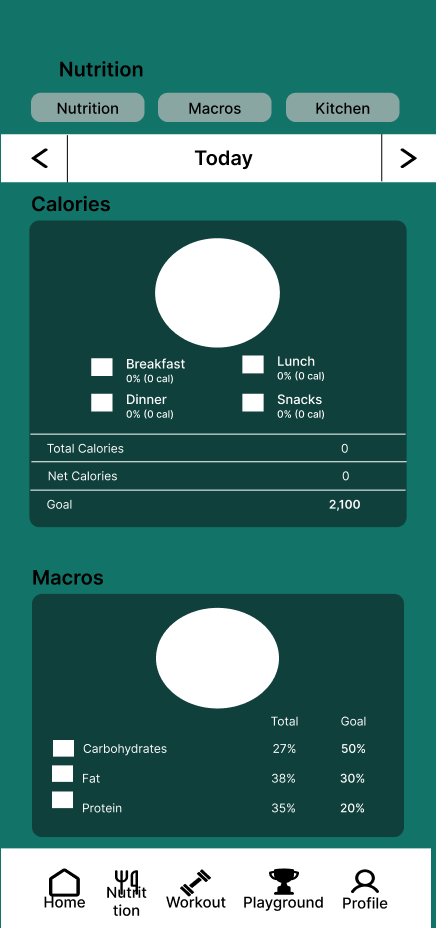 Nutrition
Nutrition Macros Kitchen
< Today >
Calories
Breakfast
0% (0 cal)
Lunch
0% (0 cal)
Dinner
0% (0 cal)
Snacks
0% (0 cal)
Total Calories 0
Net Calories 0
Goal 2,100
Macros
Total Goal
Carbohydrates 27% 50%
Fat 38% 30%
Protein 35% 20%
Home Nutrit
tion Workout Playground Profile